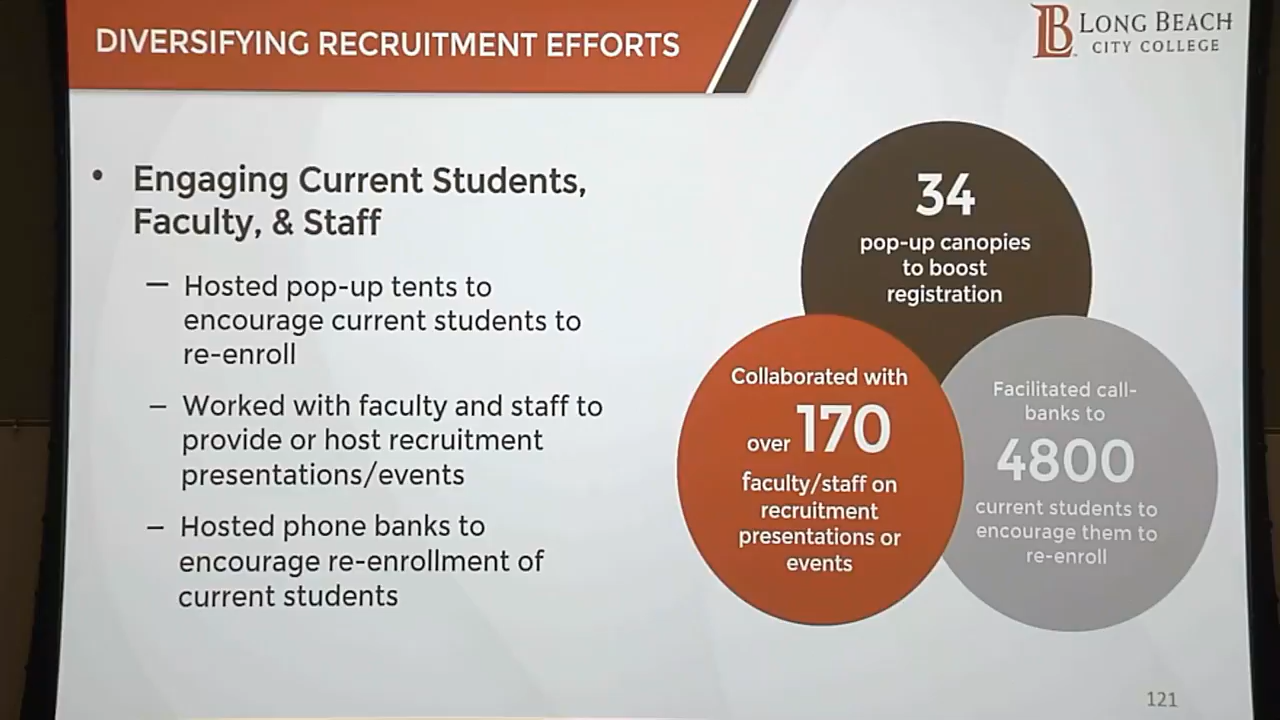 DIVERSIFYING RECRUITMENT EFFORTS
LB LONG BEACH
CITY COLLEGE
• Engaging Current Students,
Faculty, & Staff
– Hosted pop-up tents to
encourage current students to
re-enroll
– Worked with faculty and staff to
provide or host recruitment
presentations/events
– Hosted phone banks to
encourage re-enrollment of
current students
34
pop-up canopies
to boost
registration
Collaborated with
over 170
faculty/staff on
recruitment
presentations or
events
Facilitated call-
banks to
4800
current students to
encourage them to
re-enroll
121